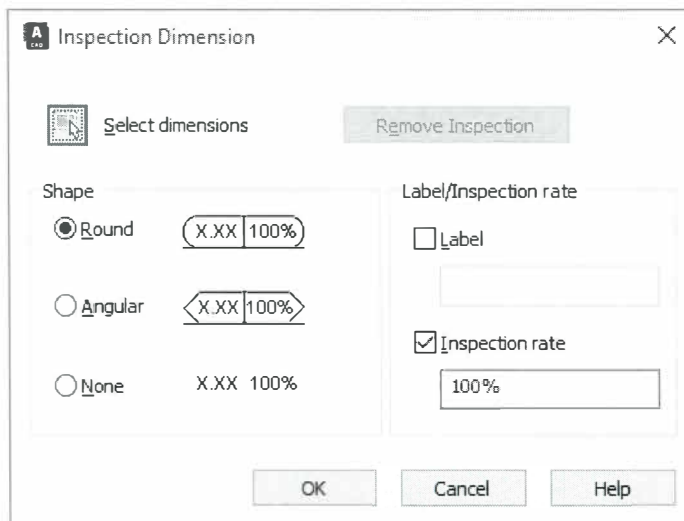 A
CAD
Inspection Dimension
Select dimensions
Remove Inspection
Shape
Round
X.XX 100%
Angular
X.XX 100%
None
X.XX 100%
Label/Inspection rate
Label
Inspection rate
100%
OK
Cancel
Help